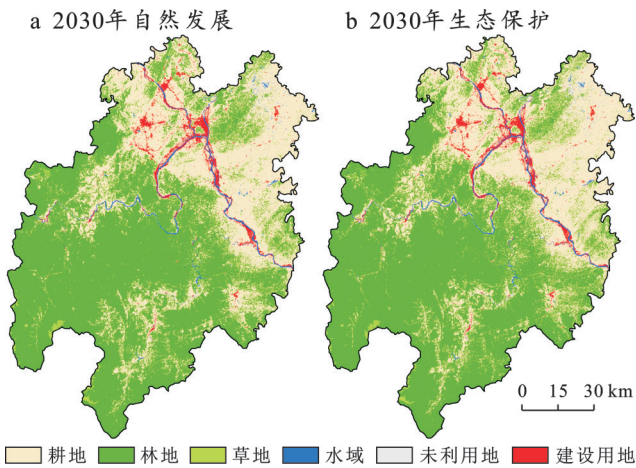 a 2030年自然发展
b 2030年生态保护
0 15 30 km
耕地 林地 草地 水域 未利用地 建设用地